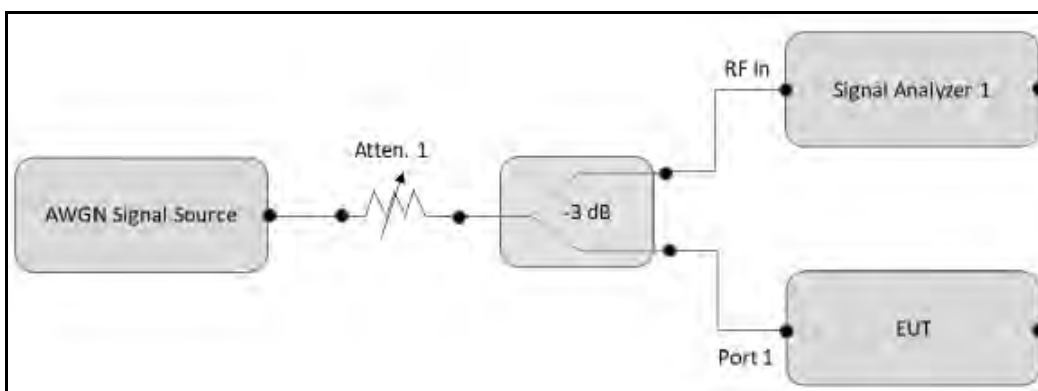 RF In
Signal Analyzer 1
Atten. 1
AWGN Signal Source
-3 dB
EUT
Port 1